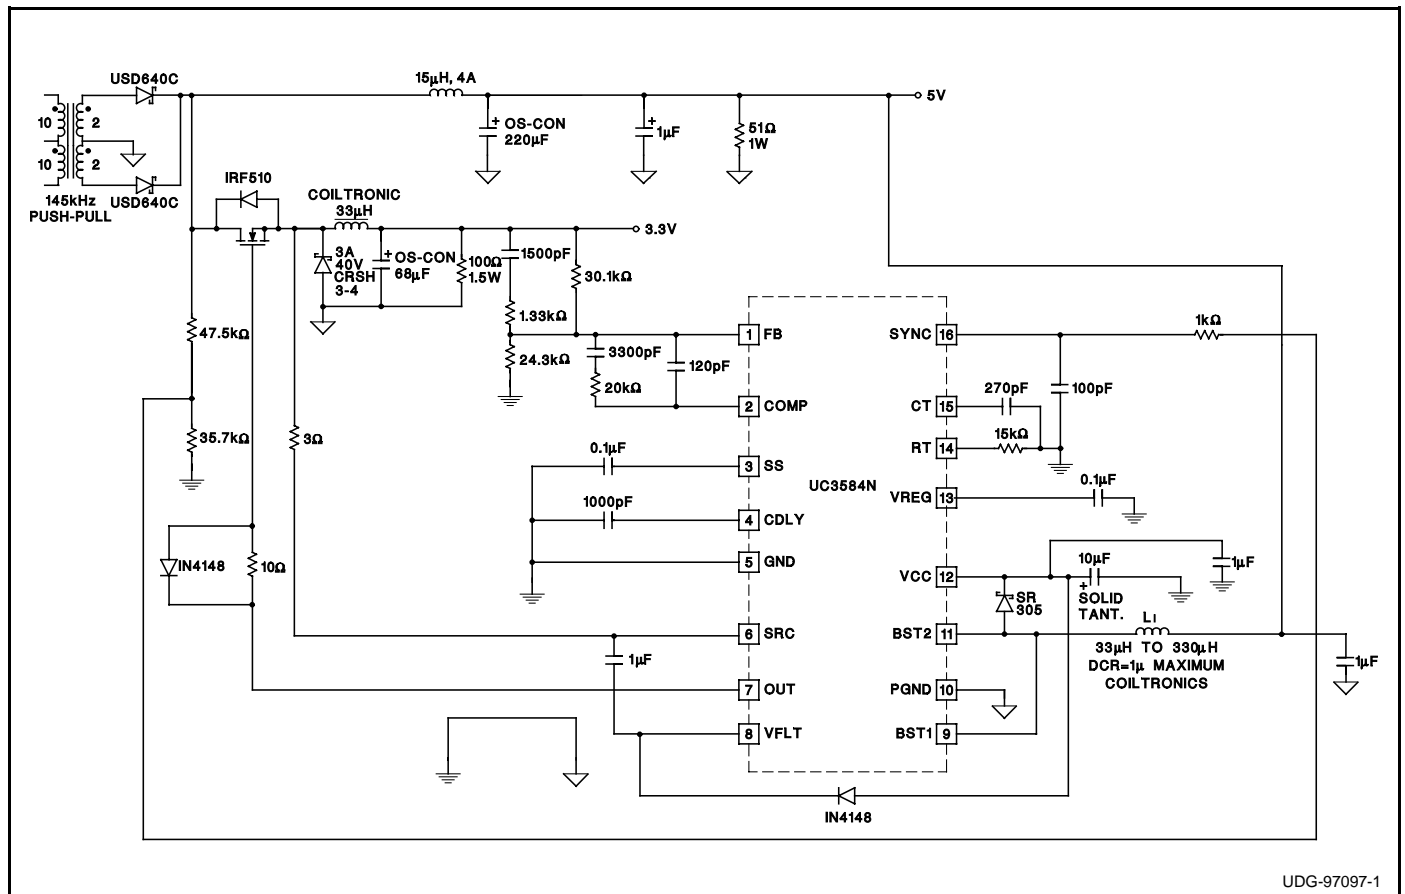 USD640C
10
2
10
2
USD640C
145kHz
PUSH-PULL
15µH, 4A
5V
+ OS-CON
220µF
+
1µF
51Ω
1W
IRF510
COILTRONIC
33µH
3.3V
3A
40V
CRSH
3-4
+ OS-CON
68µF
100Ω
1.5W
1500pF
30.1kΩ
1.33kΩ
24.3kΩ
3300pF
20kΩ
120pF
47.5kΩ
35.7kΩ
3Ω
IN4148
10Ω
0.1µF
1000pF
1µF
1 FB
2 COMP
3 SS
4 CDLY
5 GND
6 SRC
7 OUT
8 VFLT
UC3584N
SYNC 16
CT 15
RT 14
VREG 13
VCC 12
BST2 11
PGND 10
BST1 9
1kΩ
270pF
100pF
15kΩ
0.1µF
10µF
+
SOLID
TANT.
1µF
SR
305
L1
33µH TO 330µH
DCR=1µ MAXIMUM
COILTRONICS
1µF
IN4148
UDG-97097-1